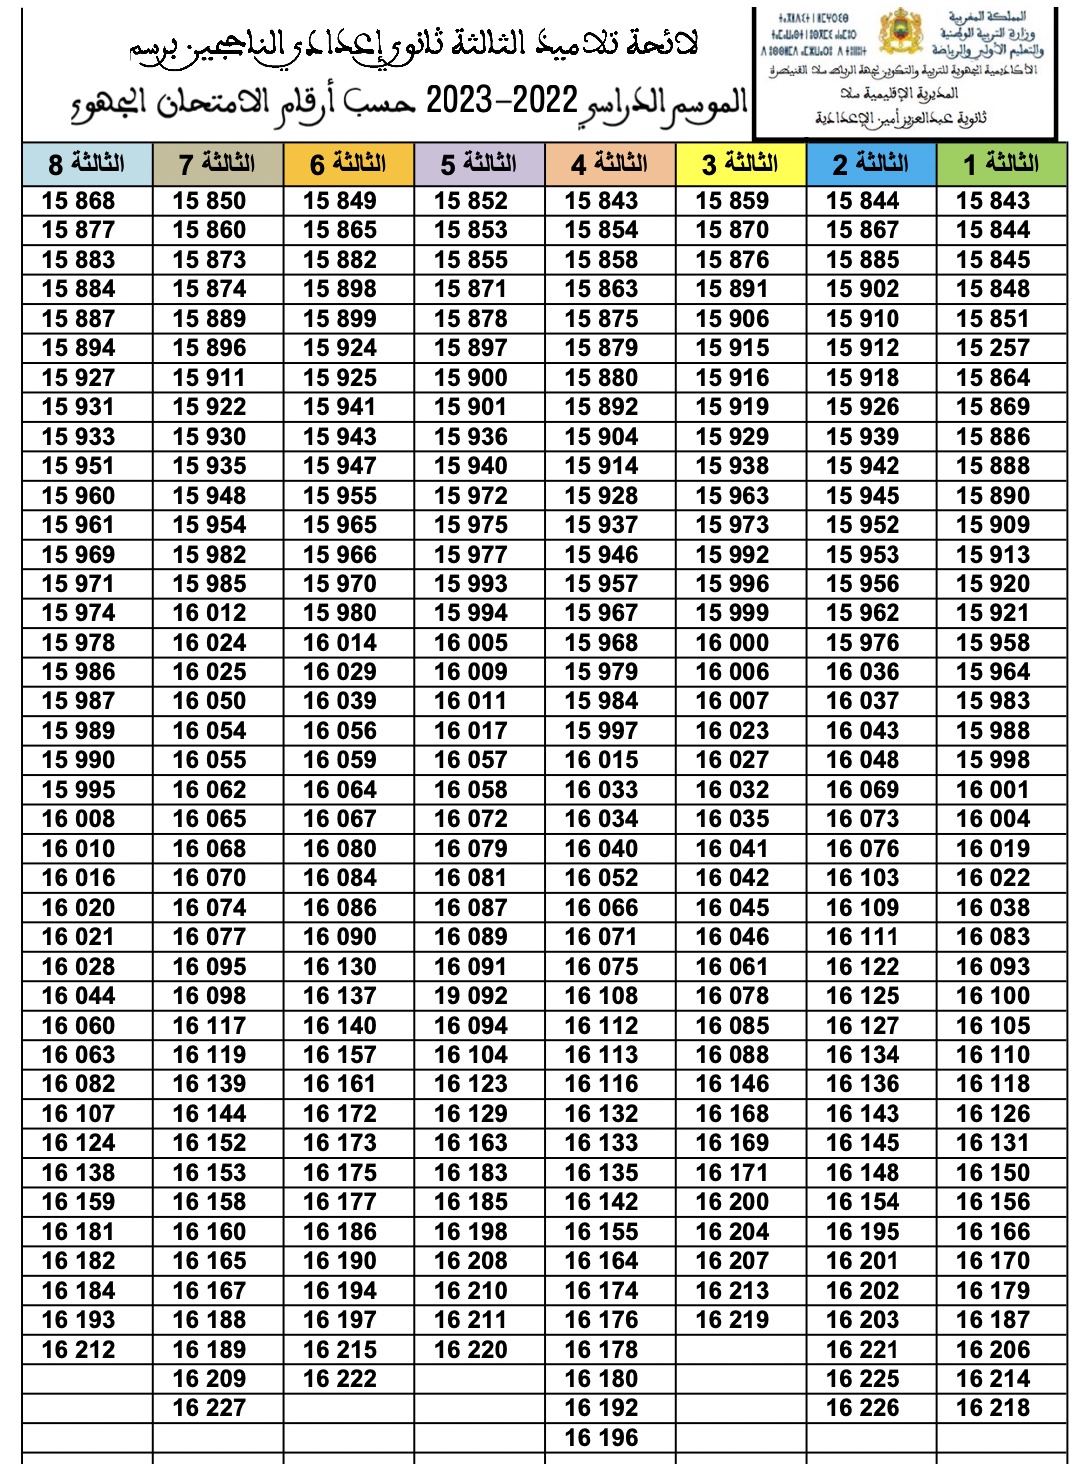 المملكة المغربية
وزارة التربية الوطنية
والتعليم الأولي والرياضة
الأكاديمية الجهوية للتربية والتكوين لجهة الرباط سلا القنيطرة
المديرية الإقليمية سلا
ثانوية عبدالعزيز أمين الإعدادية
لائحة تلاميذ الثالثة ثانوي إعدادي الناجحين برسم
الموسم الدراسي 2022-2023 حسب أرقام الامتحان الجهوي
الثالثة 1 الثالثة 2 الثالثة 3 الثالثة 4 الثالثة 5 الثالثة 6 الثالثة 7 الثالثة 8
15 843 15 844 15 859 15 843 15 852 15 849 15 850 15 868
15 844 15 867 15 870 15 854 15 853 15 865 15 860 15 877
15 845 15 885 15 876 15 858 15 855 15 882 15 873 15 883
15 848 15 902 15 891 15 863 15 871 15 898 15 874 15 884
15 851 15 910 15 906 15 875 15 878 15 899 15 889 15 887
15 257 15 912 15 915 15 879 15 897 15 924 15 896 15 894
15 864 15 918 15 916 15 880 15 900 15 925 15 911 15 927
15 869 15 926 15 919 15 892 15 901 15 941 15 922 15 931
15 886 15 939 15 929 15 904 15 936 15 943 15 930 15 933
15 888 15 942 15 938 15 914 15 940 15 947 15 935 15 951
15 890 15 945 15 963 15 928 15 972 15 955 15 948 15 960
15 909 15 952 15 973 15 937 15 975 15 965 15 954 15 961
15 913 15 953 15 992 15 946 15 977 15 966 15 982 15 969
15 920 15 956 15 996 15 957 15 993 15 970 15 985 15 971
15 921 15 962 15 999 15 967 15 994 15 980 16 012 15 974
15 958 15 976 16 000 15 968 16 005 16 014 16 024 15 978
15 964 16 036 16 006 15 979 16 009 16 029 16 025 15 986
15 983 16 037 16 007 15 984 16 011 16 039 16 050 15 987
15 988 16 043 16 023 15 997 16 017 16 056 16 054 15 989
15 998 16 048 16 027 16 015 16 057 16 059 16 055 15 990
16 001 16 069 16 032 16 033 16 058 16 064 16 062 15 995
16 004 16 073 16 035 16 034 16 072 16 067 16 065 16 008
16 019 16 076 16 041 16 040 16 079 16 080 16 068 16 010
16 022 16 103 16 042 16 052 16 081 16 084 16 070 16 016
16 038 16 109 16 045 16 066 16 087 16 086 16 074 16 020
16 083 16 111 16 046 16 071 16 089 16 090 16 077 16 021
16 093 16 122 16 061 16 075 16 091 16 130 16 095 16 028
16 100 16 125 16 078 16 108 19 092 16 137 16 098 16 044
16 105 16 127 16 085 16 112 16 094 16 140 16 117 16 060
16 110 16 134 16 088 16 113 16 104 16 157 16 119 16 063
16 118 16 136 16 146 16 116 16 123 16 161 16 139 16 082
16 126 16 143 16 168 16 132 16 129 16 172 16 144 16 107
16 131 16 145 16 169 16 133 16 163 16 173 16 152 16 124
16 150 16 148 16 171 16 135 16 183 16 175 16 153 16 138
16 156 16 154 16 200 16 142 16 185 16 177 16 158 16 159
16 166 16 195 16 204 16 155 16 198 16 186 16 160 16 181
16 170 16 201 16 207 16 164 16 208 16 190 16 165 16 182
16 179 16 202 16 213 16 174 16 210 16 194 16 167 16 184
16 187 16 203 16 219 16 176 16 211 16 197 16 188 16 193
16 206 16 221 16 178 16 220 16 215 16 189 16 212
16 214 16 225 16 180 16 222 16 209
16 218 16 226 16 192 16 227
16 196